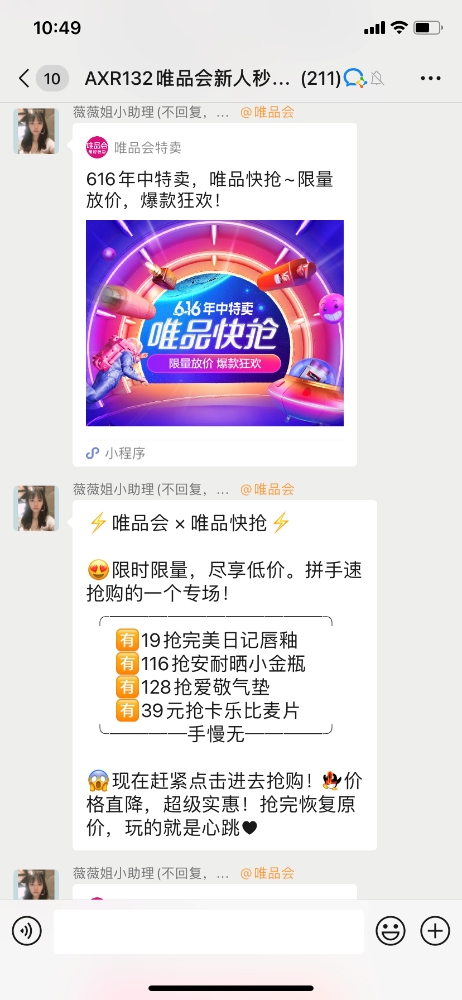 10:49
10
AXR132唯品会新人秒... (211)
薇薇姐小助理(不回复，... @唯品会
唯品会
品牌特卖
唯品会特卖
616年中特卖，唯品快抢~限量
放价，爆款狂欢！
616年中特卖
唯品快抢
限量放价 爆款狂欢
小程序
薇薇姐小助理(不回复，... @唯品会
⚡唯品会 × 唯品快抢⚡
😍限时限量，尽享低价。拼手速
抢购的一个专场！
🈶19抢完美日记唇釉
🈶116抢安耐晒小金瓶
🈶128抢爱敬气垫
🈶39元抢卡乐比麦片
╰————手慢无————╯
😱现在赶紧点击进去抢购！价
格直降，超级实惠！抢完恢复原
价，玩的就是心跳♥
薇薇姐小助理(不回复，... @唯品会